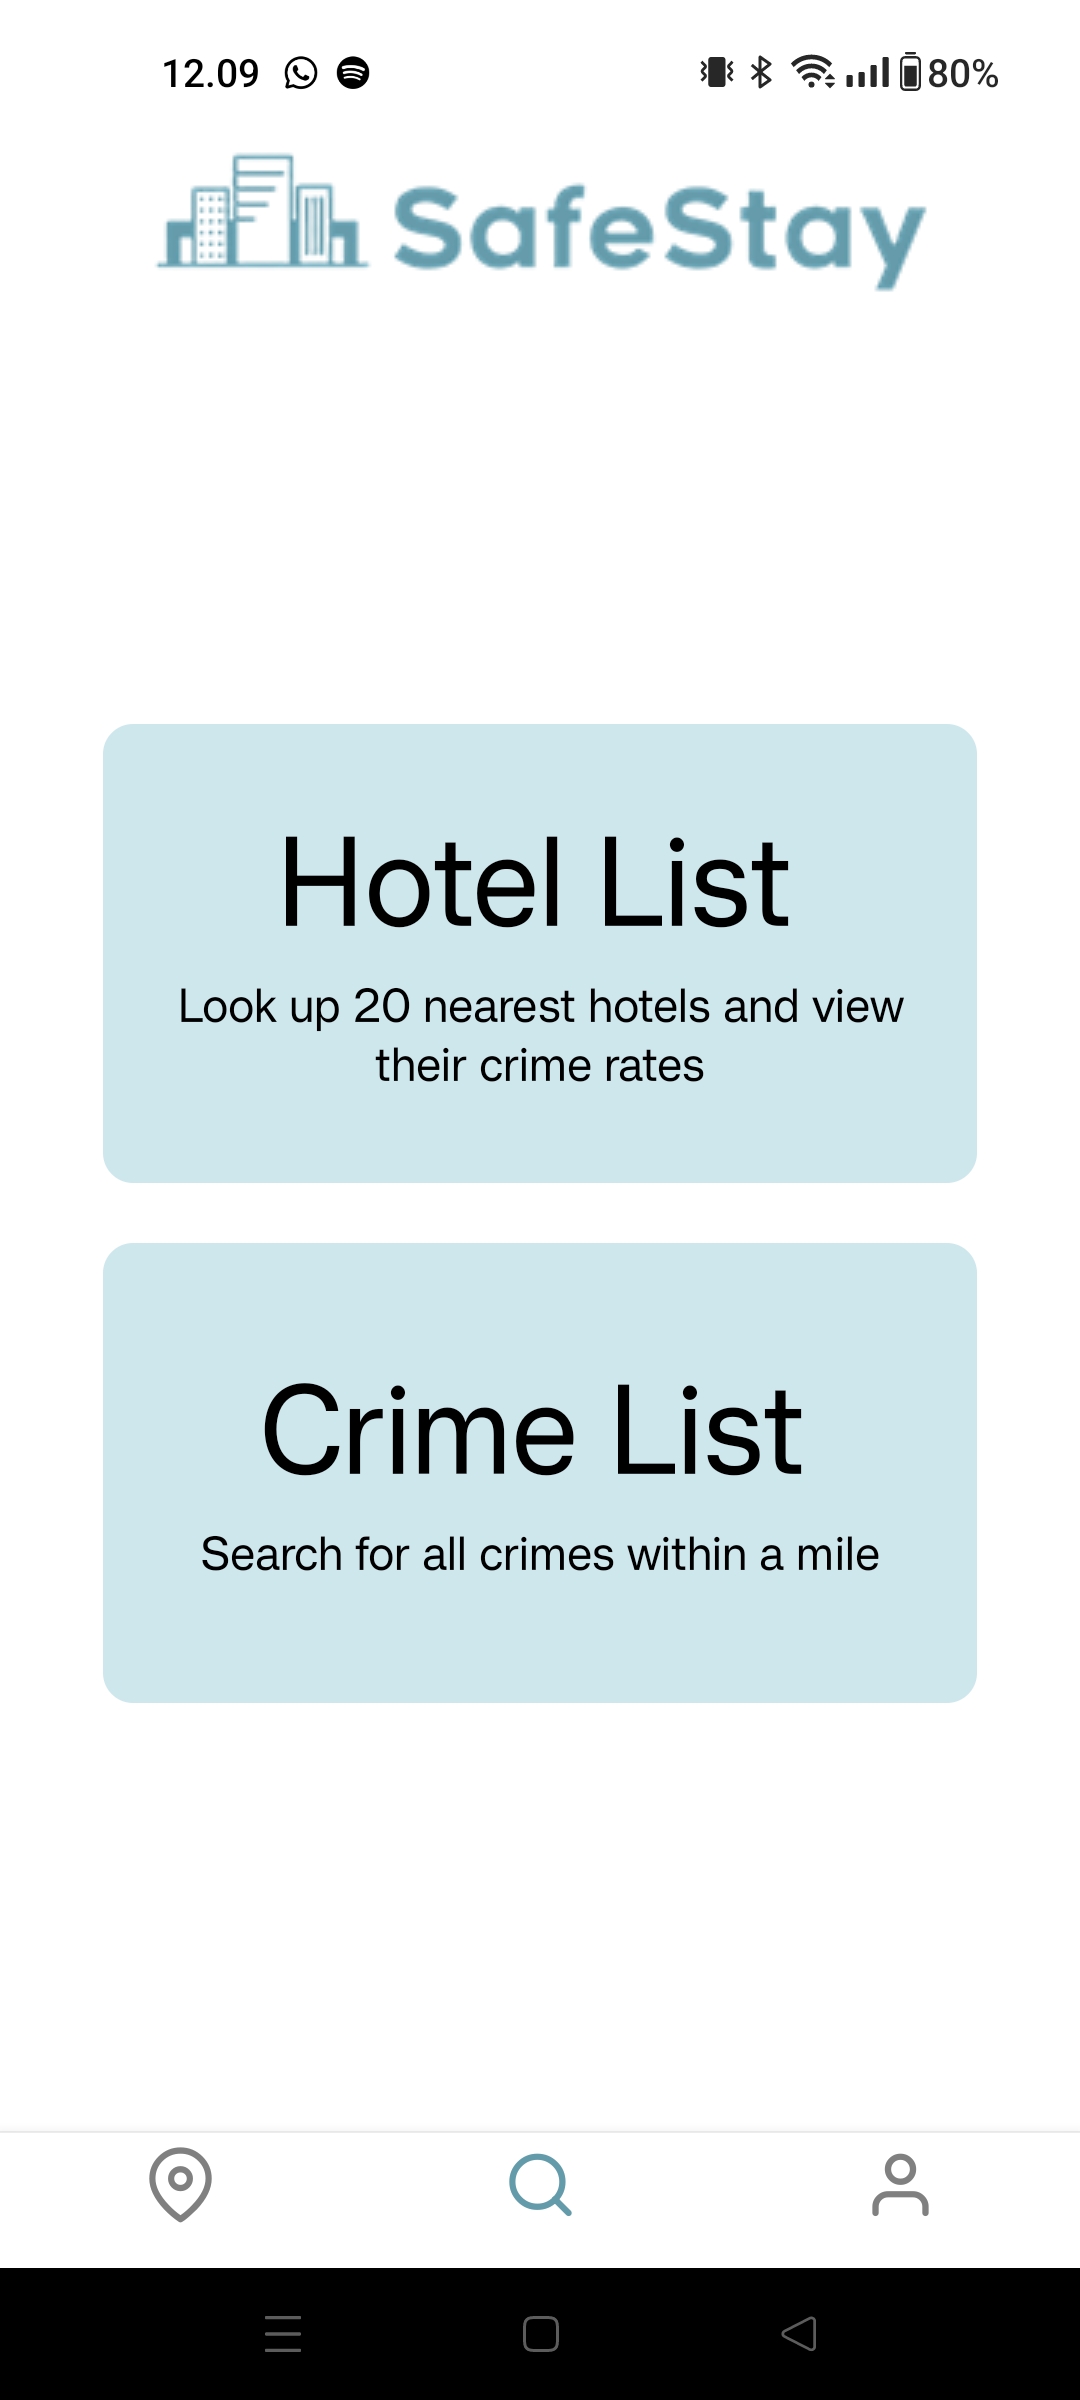 12.09
80%
SafeStay
Hotel List
Look up 20 nearest hotels and view
their crime rates
Crime List
Search for all crimes within a mile